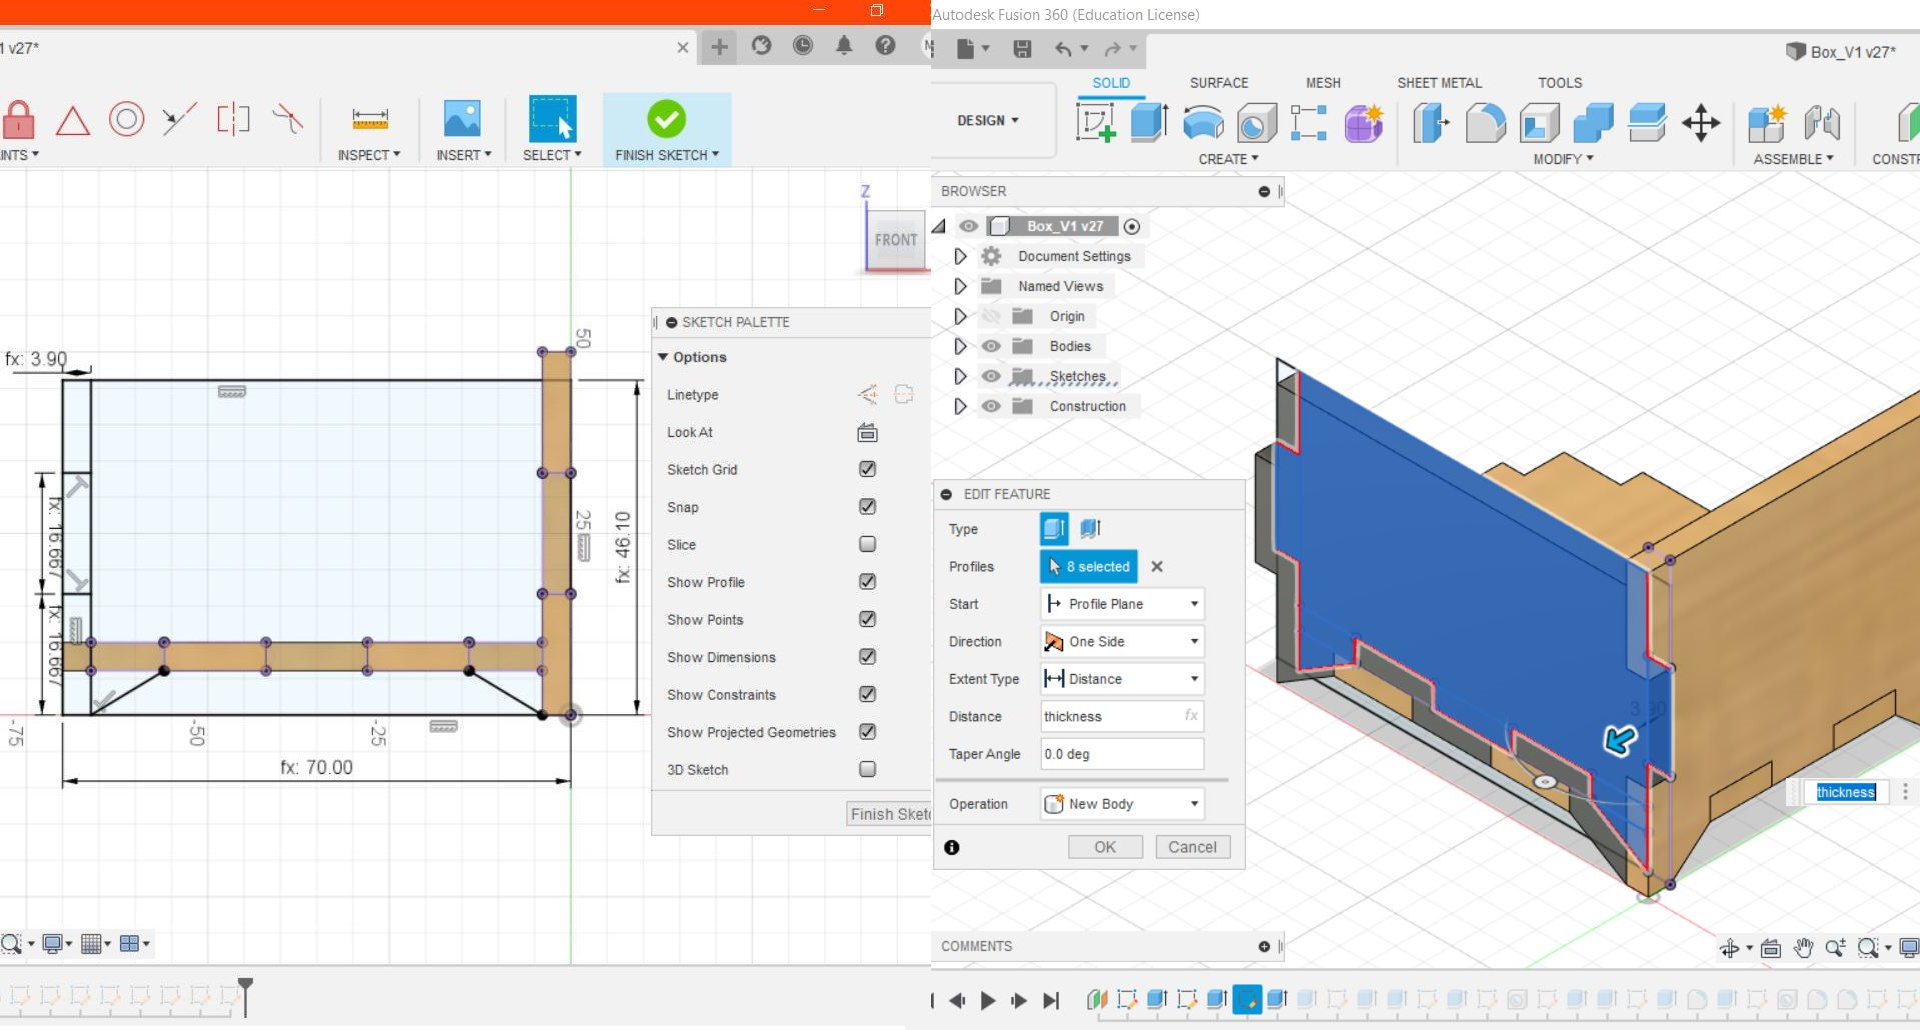 1 v27*
INTS
INSPECT
INSERT
SELECT
FINISH SKETCH
Z
FRONT
fx: 3.90
50
25
fx: 16.667
fx: 16.667
fx: 46.10
-75
-50
-25
fx: 70.00
SKETCH PALETTE
Options
Linetype
Look At
Sketch Grid
Snap
Slice
Show Profile
Show Points
Show Dimensions
Show Constraints
Show Projected Geometries
3D Sketch
Finish Sket
Autodesk Fusion 360 (Education License)
Box_V1 v27*
DESIGN
SOLID
SURFACE
MESH
SHEET METAL
TOOLS
CREATE
MODIFY
ASSEMBLE
CONSTR
BROWSER
Box_V1 v27
Document Settings
Named Views
Origin
Bodies
Sketches
Construction
EDIT FEATURE
Type
Profiles
8 selected
Start
Profile Plane
Direction
One Side
Extent Type
Distance
Distance
thickness
fx
Taper Angle
0.0 deg
Operation
New Body
OK
Cancel
3.90
thickness
COMMENTS